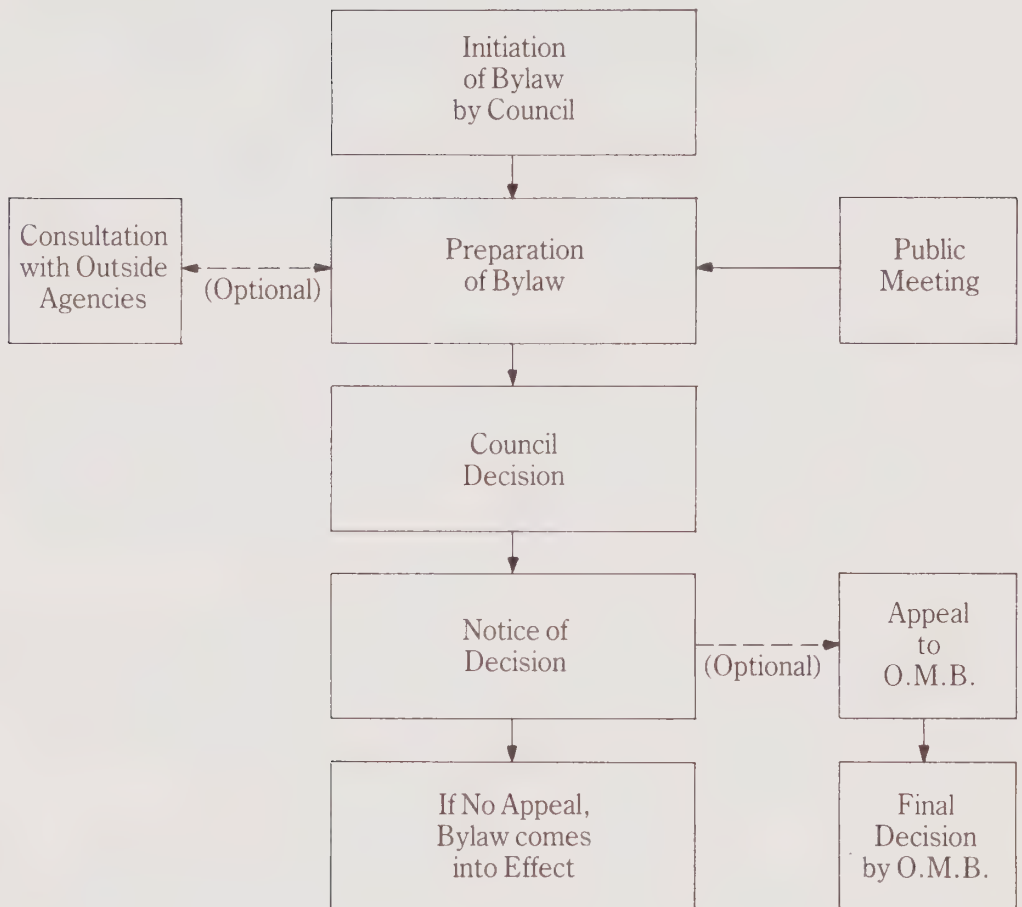 Initiation
of Bylaw
by Council
Consultation
with Outside
Agencies
(Optional)
Preparation
of Bylaw
Public
Meeting
Council
Decision
Notice of
Decision
(Optional)
Appeal
to
O.M.B.
If No Appeal,
Bylaw comes
into Effect
Final
Decision
by O.M.B.